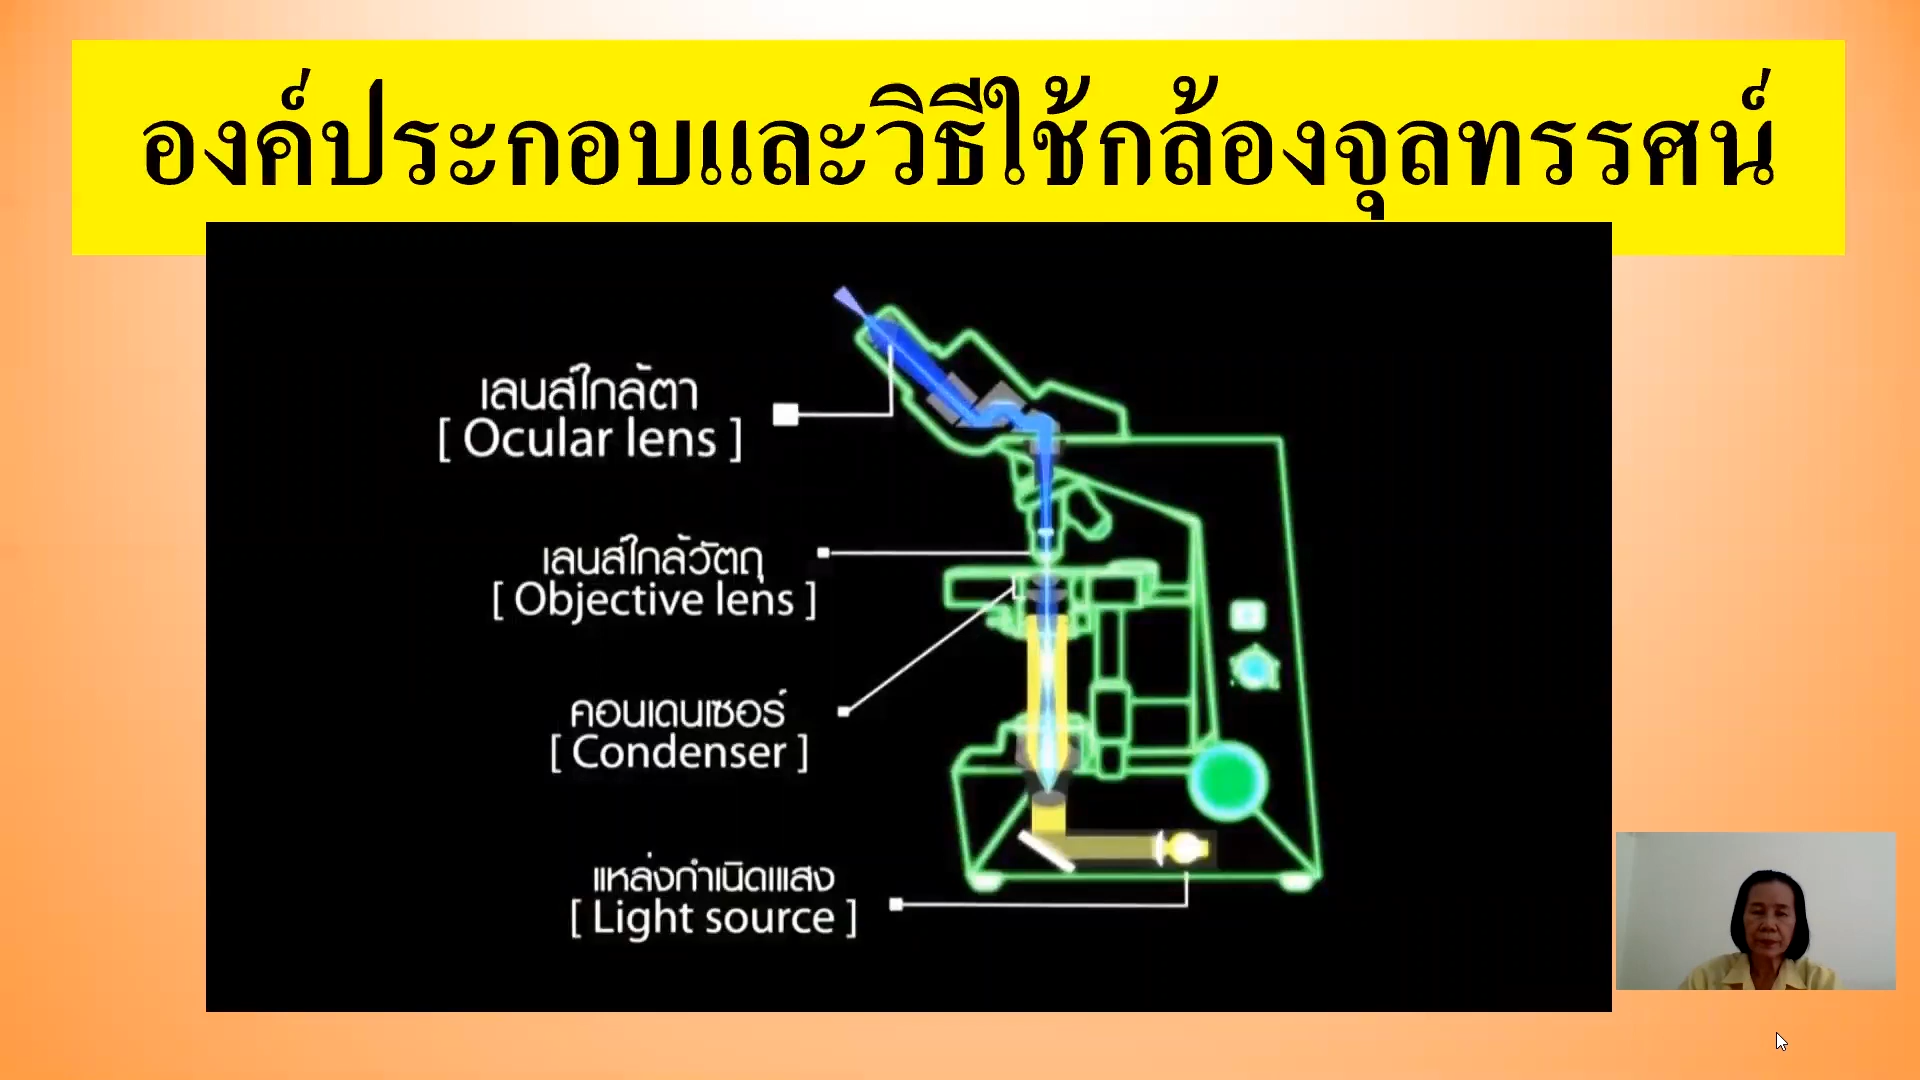 องค์ประกอบและวิธีใช้กล้องจุลทรรศน์
เลนส์ใกล้ตา
[ Ocular lens ]
เลนส์ใกล้วัตถุ
[ Objective lens ]
คอนเดนเซอร์
[ Condenser ]
แหล่งกำเนิดแสง
[ Light source ]